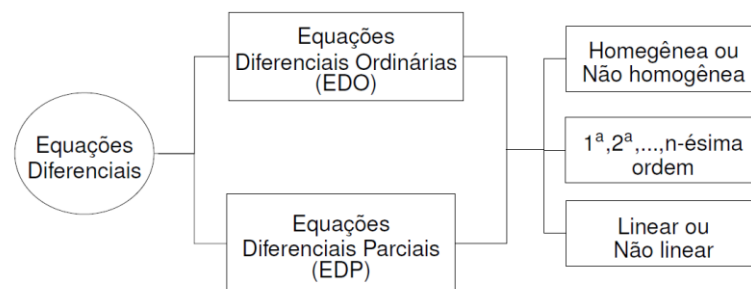 Equações
Diferenciais
Equações
Diferenciais Ordinárias
(EDO)
Equações
Diferenciais Parciais
(EDP)
Homegênea ou
Não homogênea
1ª,2ª,...,n-ésima
ordem
Linear ou
Não linear